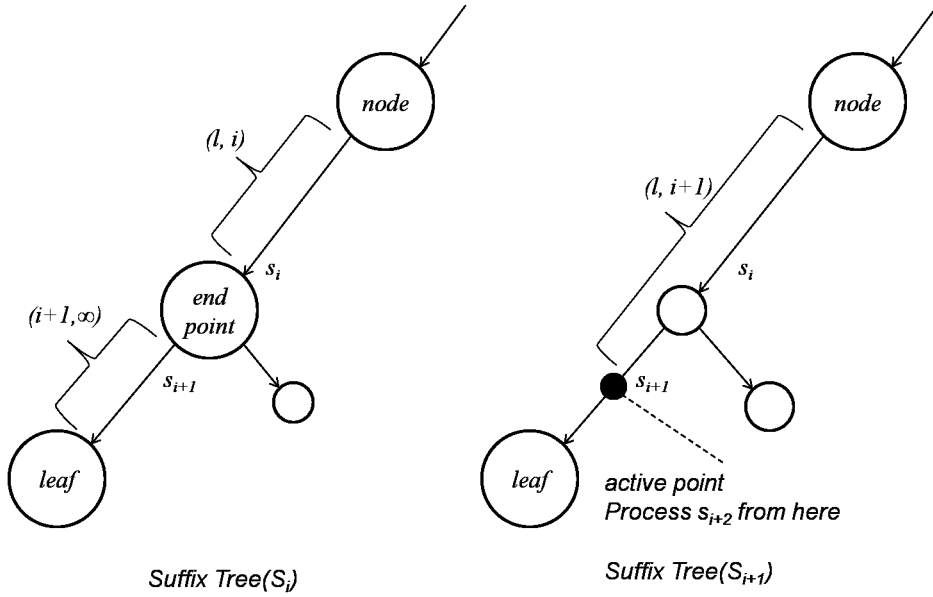 node
(l, i)
s_i
end
point
(i+1,∞)
s_{i+1}
leaf
Suffix Tree(S_i)
node
(l, i+1)
s_i
s_{i+1}
leaf
active point
Process s_{i+2} from here
Suffix Tree(S_{i+1})